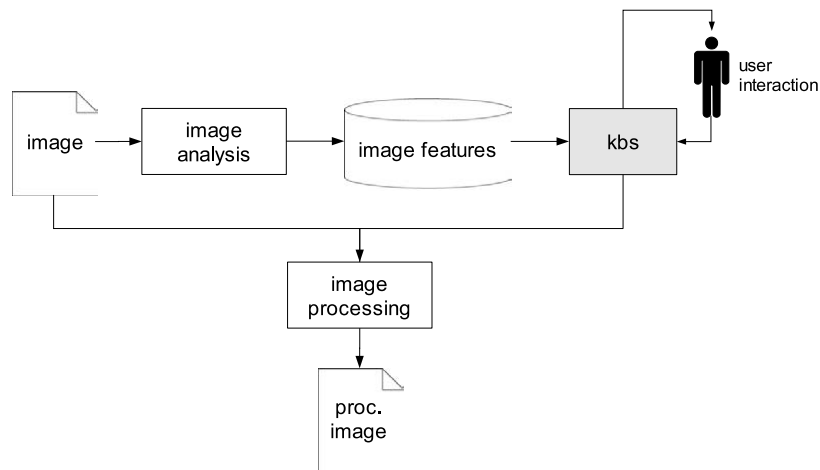 image
image
analysis
image features
kbs
user
interaction
image
processing
proc.
image